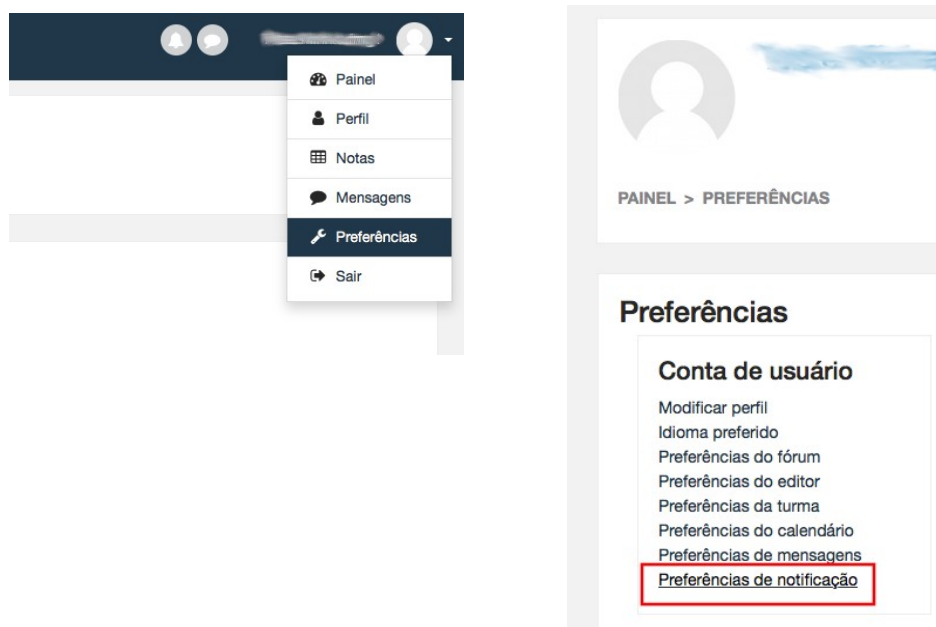 Painel
Perfil
Notas
Mensagens
Preferências
Sair
PAINEL > PREFERÊNCIAS
Preferências
Conta de usuário
Modificar perfil
Idioma preferido
Preferências do fórum
Preferências do editor
Preferências da turma
Preferências do calendário
Preferências de mensagens
Preferências de notificação